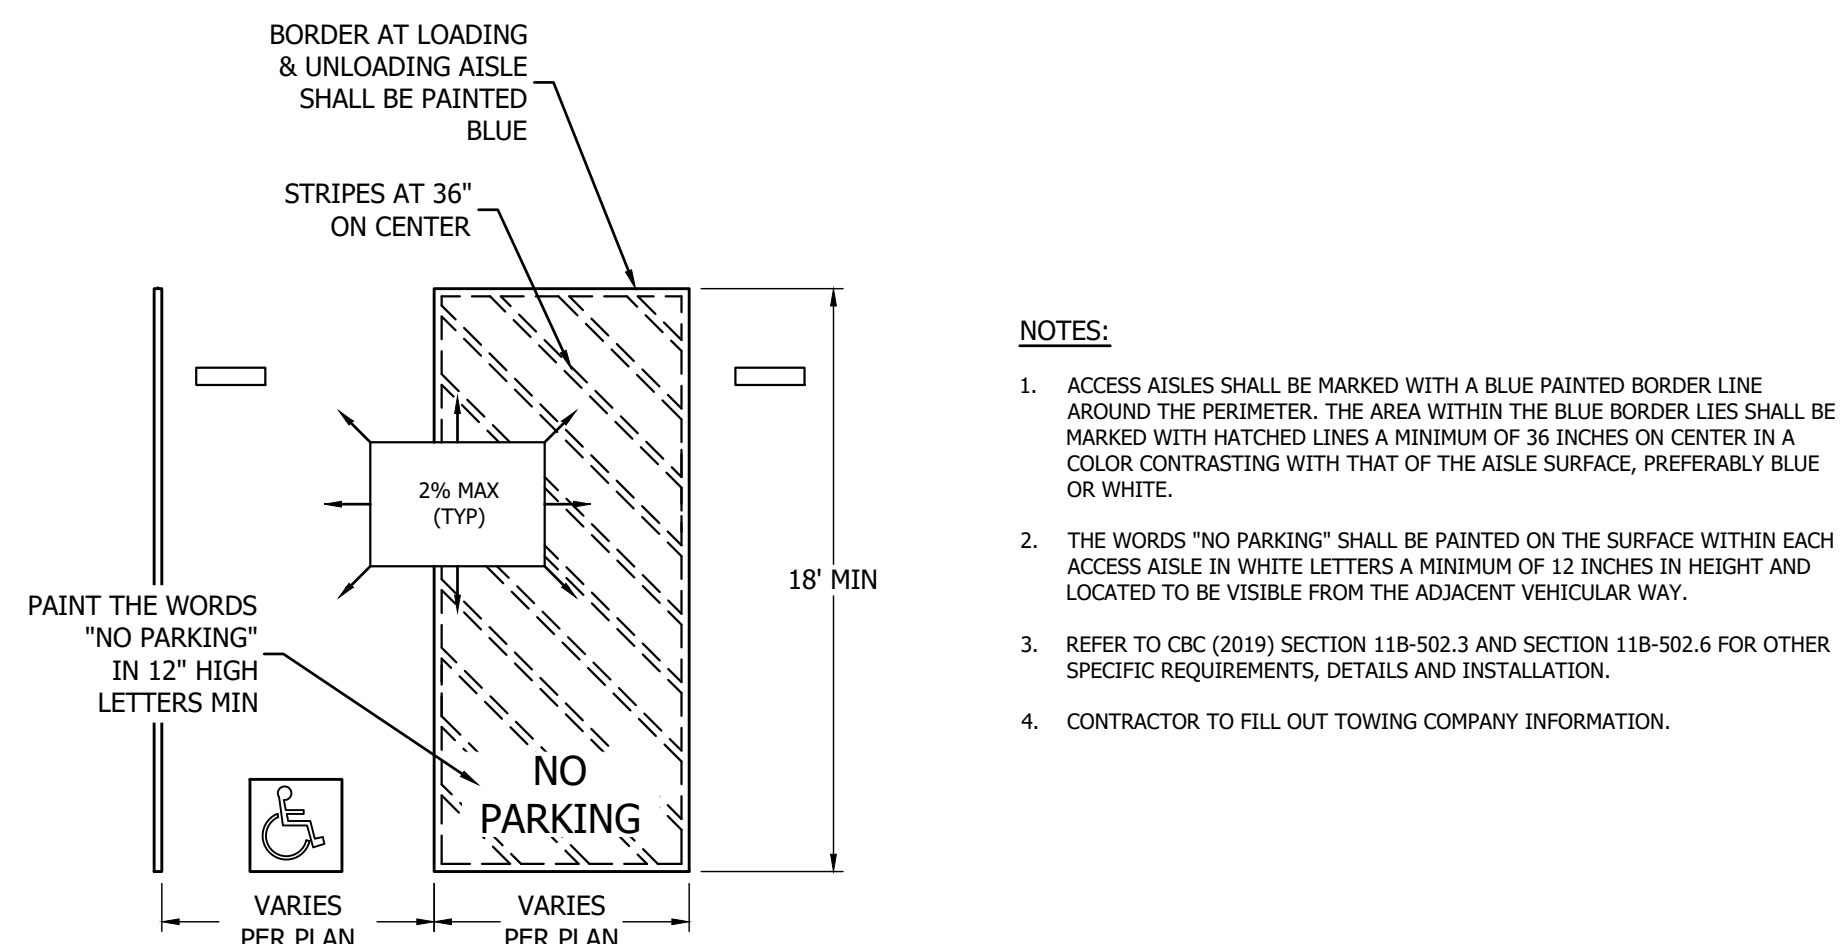 BORDER AT LOADING
& UNLOADING AISLE
SHALL BE PAINTED
BLUE
STRIPES AT 36"
ON CENTER
2% MAX
(TYP)
18' MIN
PAINT THE WORDS
"NO PARKING"
IN 12" HIGH
LETTERS MIN
NO
PARKING
VARIES
PER PLAN
VARIES
PER PLAN
NOTES:
1. ACCESS AISLES SHALL BE MARKED WITH A BLUE PAINTED BORDER LINE
AROUND THE PERIMETER. THE AREA WITHIN THE BLUE BORDER LIES SHALL BE
MARKED WITH HATCHED LINES A MINIMUM OF 36 INCHES ON CENTER IN A
COLOR CONTRASTING WITH THAT OF THE AISLE SURFACE, PREFERABLY BLUE
OR WHITE.
2. THE WORDS "NO PARKING" SHALL BE PAINTED ON THE SURFACE WITHIN EACH
ACCESS AISLE IN WHITE LETTERS A MINIMUM OF 12 INCHES IN HEIGHT AND
LOCATED TO BE VISIBLE FROM THE ADJACENT VEHICULAR WAY.
3. REFER TO CBC (2019) SECTION 11B-502.3 AND SECTION 11B-502.6 FOR OTHER
SPECIFIC REQUIREMENTS, DETAILS AND INSTALLATION.
4. CONTRACTOR TO FILL OUT TOWING COMPANY INFORMATION.